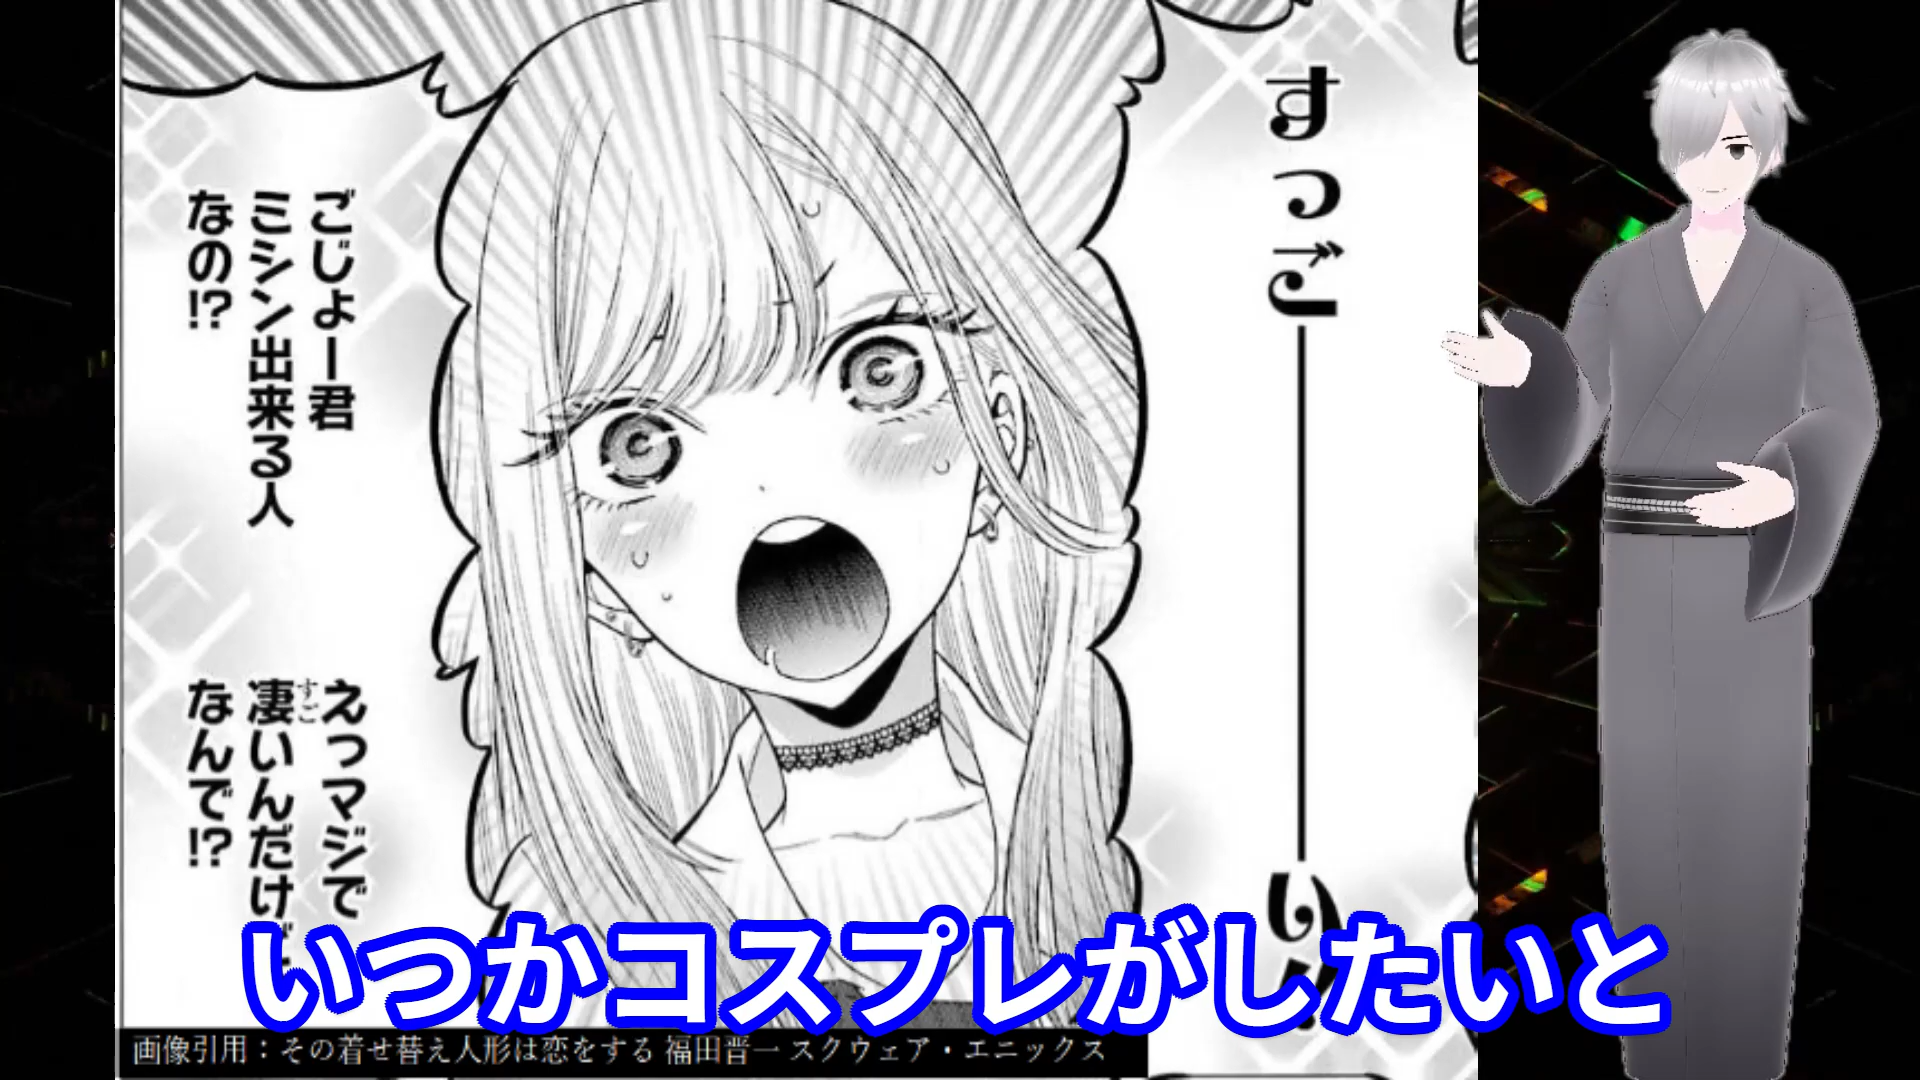 すっごーい
ごじょー君
ミシン出来る人
なの!?
えっマジで
凄いんだけど
なんで!?
すご
いつかコスプレがしたいと
画像引用：その着せ替え人形は恋をする 福田晋一 スクウェア・エニックス